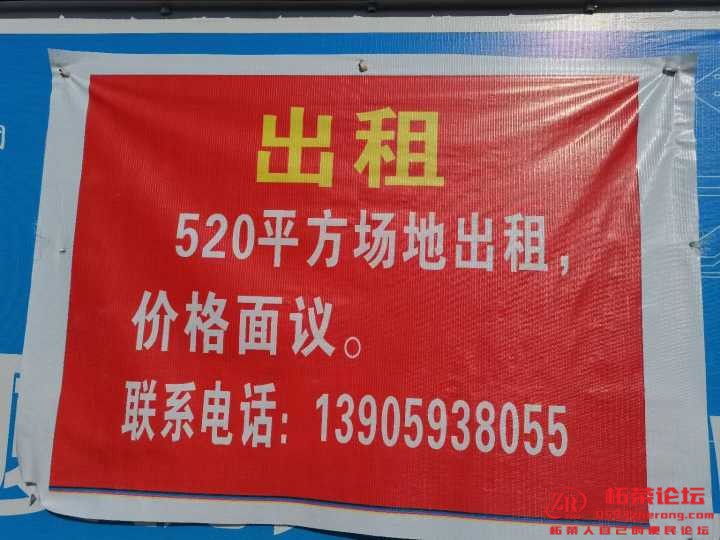 出租
520平方场地出租，
价格面议。
联系电话：13905938055
柘荣论坛
柘荣人自己的便民论坛